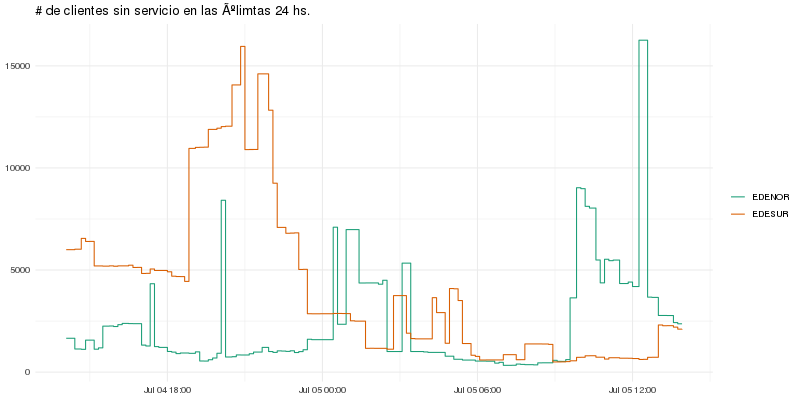 # de clientes sin servicio en las Ãºlimtas 24 hs.
15000
10000
5000
0
Jul 04 18:00
Jul 05 00:00
Jul 05 06:00
Jul 05 12:00
EDENOR
EDESUR